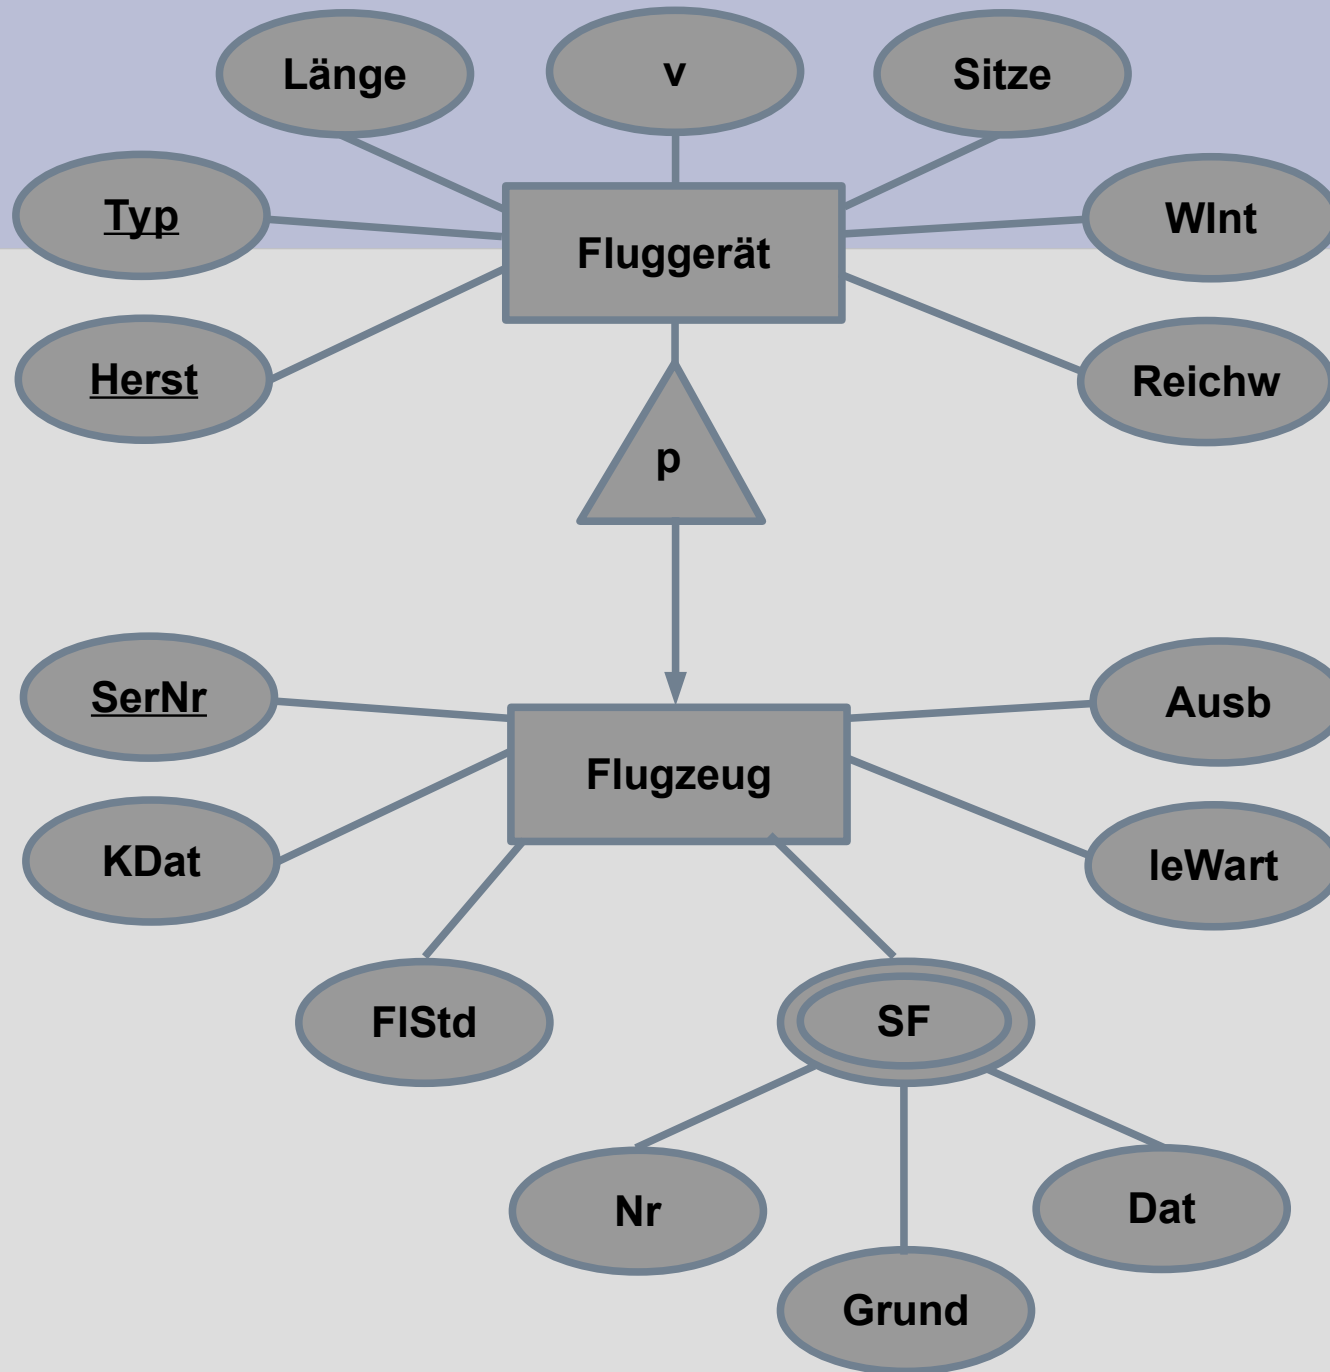 Länge
v
Sitze
Typ
WInt
Fluggerät
Herst
Reichw
p
SerNr
Ausb
Flugzeug
KDat
leWart
FlStd
SF
Nr
Dat
Grund